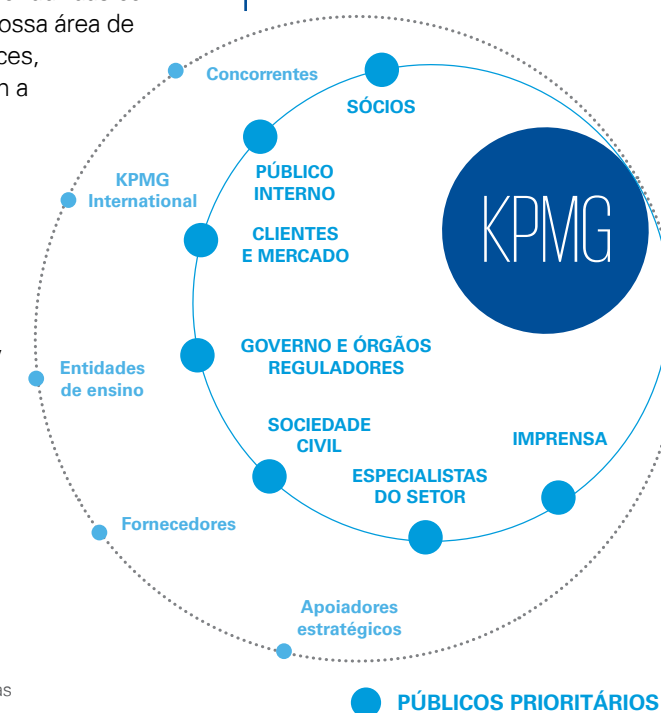 ossa área de
Concorrentes
SÓCIOS
PÚBLICO
INTERNO
KPMG
International
CLIENTES
E MERCADO
KPMG
GOVERNO E ÓRGÃOS
REGULADORES
Entidades
de ensino
SOCIEDADE
CIVIL
IMPRENSA
ESPECIALISTAS
DO SETOR
Fornecedores
Apoiadores
estratégicos
PÚBLICOS PRIORITÁRIOS